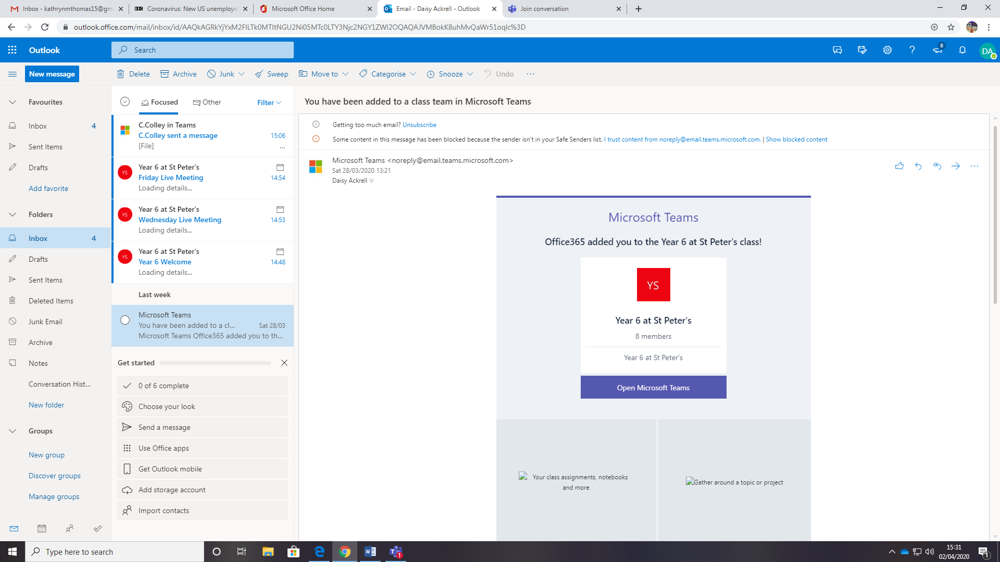 Inbox - kathrynmthomas15@gm
BBC Coronavirus: New US unemploym
Microsoft Office Home
Email - Daisy Ackrell - Outlook
Join conversation
outlook.office.com/mail/inbox/id/AAQkAGRkYjYxM2FlLTk0MTItNGU2Ni05MTc0LTY3Njc2NGY1ZWI2OQAQAJVMBokK8uhMvQaWr51oqlc%3D
Outlook
Search
8
DA
New message
Delete
Archive
Junk
Sweep
Move to
Categorise
Snooze
Undo
Favourites
Inbox 4
Sent Items
Drafts
Add favorite
Folders
Inbox 4
Drafts
Sent Items
Deleted Items
Junk Email
Archive
Notes
Conversation Hist...
New folder
Groups
New group
Discover groups
Manage groups
Focused
Other
Filter
C.Colley in Teams
C.Colley sent a message 15:06
[File] ...
YS
Year 6 at St Peter's
Friday Live Meeting 14:54
Loading details...
YS
Year 6 at St Peter's
Wednesday Live Meeting 14:53
Loading details...
YS
Year 6 at St Peter's
Year 6 Welcome 14:48
Loading details...
Last week
Microsoft Teams
You have been added to a cl... Sat 28/03
Microsoft Teams Office365 added you to th...
Get started
0 of 6 complete
Choose your look
Send a message
Use Office apps
Get Outlook mobile
Add storage account
Import contacts
You have been added to a class team in Microsoft Teams
Getting too much email? Unsubscribe
Some content in this message has been blocked because the sender isn't in your Safe Senders list. I trust content from noreply@email.teams.microsoft.com. | Show blocked content
Microsoft Teams <noreply@email.teams.microsoft.com>
Sat 28/03/2020 13:21
Daisy Ackrell
Microsoft Teams
Office365 added you to the Year 6 at St Peter's class!
YS
Year 6 at St Peter's
8 members
Year 6 at St Peter's
Open Microsoft Teams
Your class assignments, notebooks
and more
Gather around a topic or project
Type here to search
1
15:31
02/04/2020
1